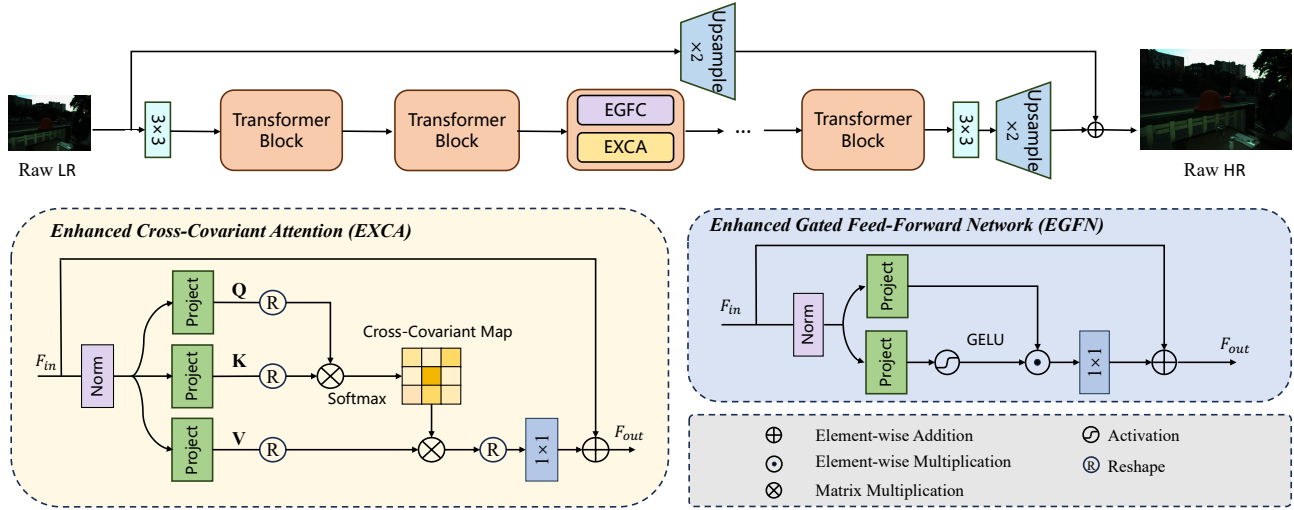 Upsample
×2
Raw LR
3×3
Transformer
Block
Transformer
Block
EGFC
EXCA
...
Transformer
Block
3×3
Upsample
×2
Raw HR
Enhanced Cross-Covariant Attention (EXCA)
F_in
Norm
Project
Q
R
Project
K
R
Softmax
Cross-Covariant Map
Project
V
R
R
1×1
F_out
Enhanced Gated Feed-Forward Network (EGFN)
F_in
Norm
Project
Project
GELU
1×1
F_out
Element-wise Addition
Activation
Element-wise Multiplication
R Reshape
Matrix Multiplication